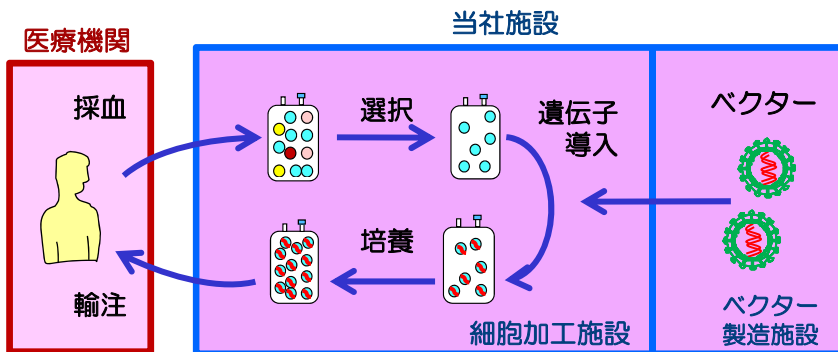 当社施設
医療機関
採血
選択
遺伝子
導入
ベクター
培養
輸注
細胞加工施設
ベクター
製造施設